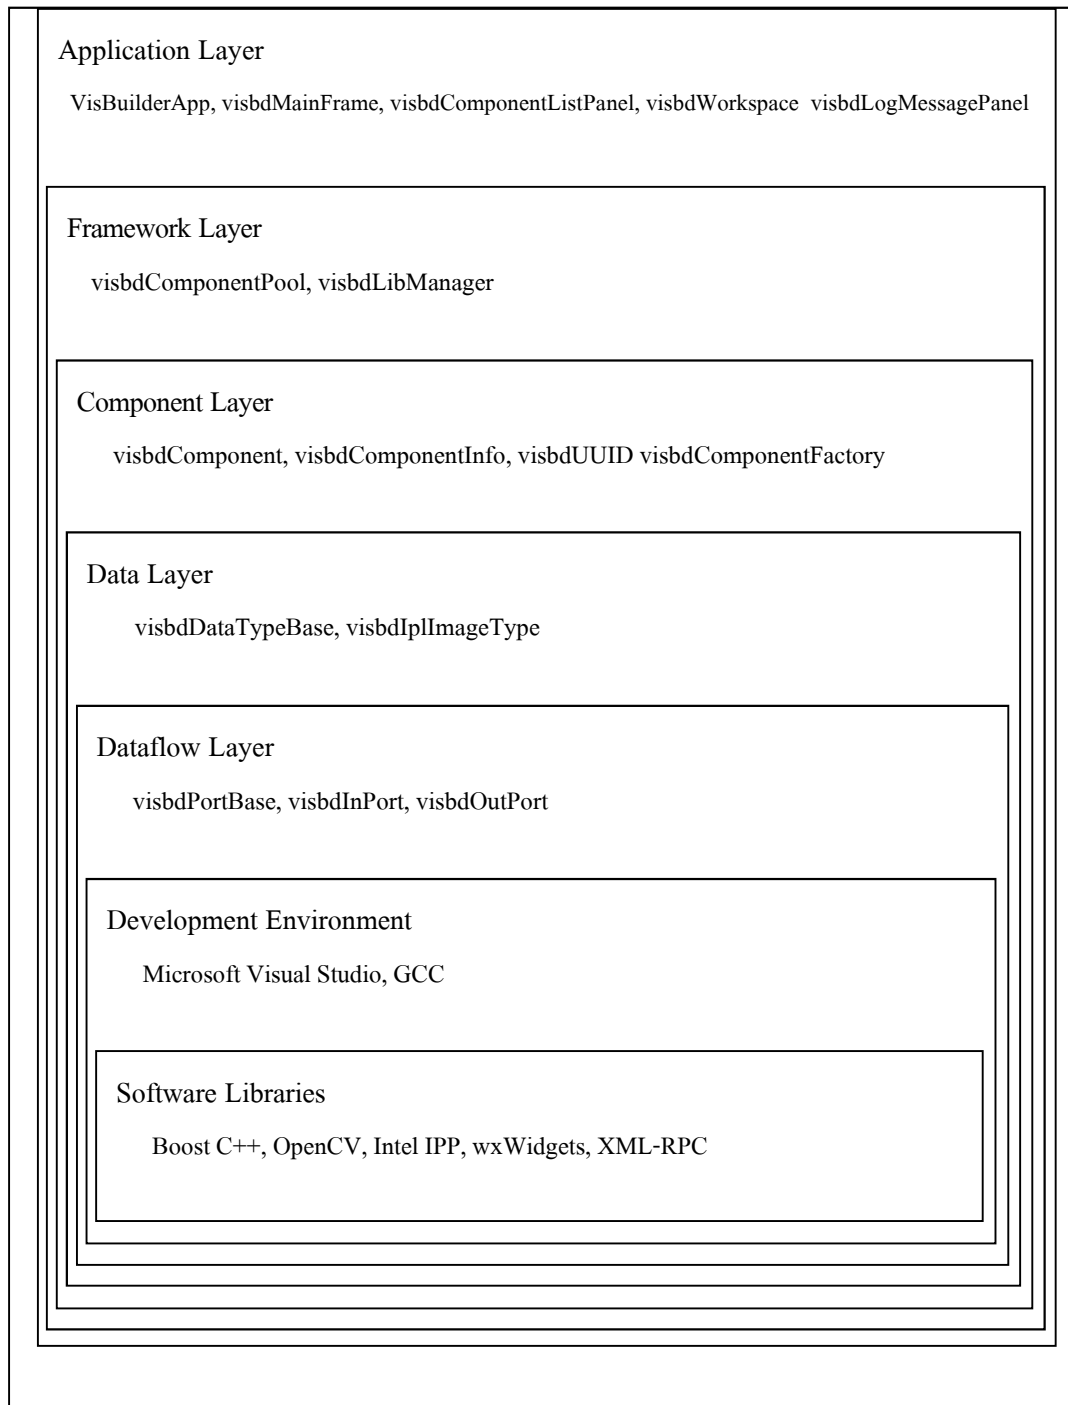 Application Layer
VisBuilderApp, visbdMainFrame, visbdComponentListPanel, visbdWorkspace  visbdLogMessagePanel
Framework Layer
visbdComponentPool, visbdLibManager
Component Layer
visbdComponent, visbdComponentInfo, visbdUUID visbdComponentFactory
Data Layer
visbdDataTypeBase, visbdIplImageType
Dataflow Layer
visbdPortBase, visbdInPort, visbdOutPort
Development Environment
Microsoft Visual Studio, GCC
Software Libraries
Boost C++, OpenCV, Intel IPP, wxWidgets, XML-RPC